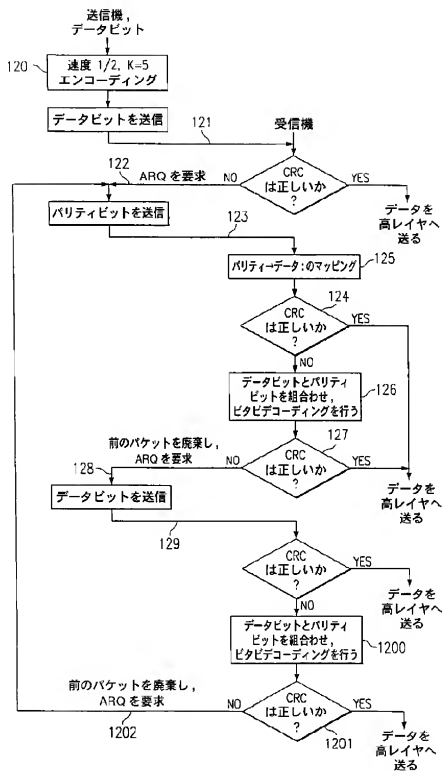 送信機,
データビット
120
速度 1/2, K=5
エンコーディング
データビットを送信
121
受信機
122
ARQ を要求
NO
CRC
は正しいか
?
YES
データを
高レイヤへ
送る
パリティビットを送信
123
パリティ→データ:のマッピング
125
124
CRC
は正しいか
?
YES
NO
データビットとパリティ
ビットを組合わせ,
ビタビデコーディングを行う
126
127
前のパケットを廃棄し,
ARQ を要求
NO
CRC
は正しいか
?
YES
128
データビットを送信
データを
高レイヤへ
送る
129
CRC
は正しいか
?
YES
NO
データを
高レイヤへ
送る
データビットとパリティ
ビットを組合わせ,
ビタビデコーディングを行う
1200
前のパケットを廃棄し,
ARQ を要求
1202
NO
CRC
は正しいか
?
YES
1201
データを
高レイヤへ
送る